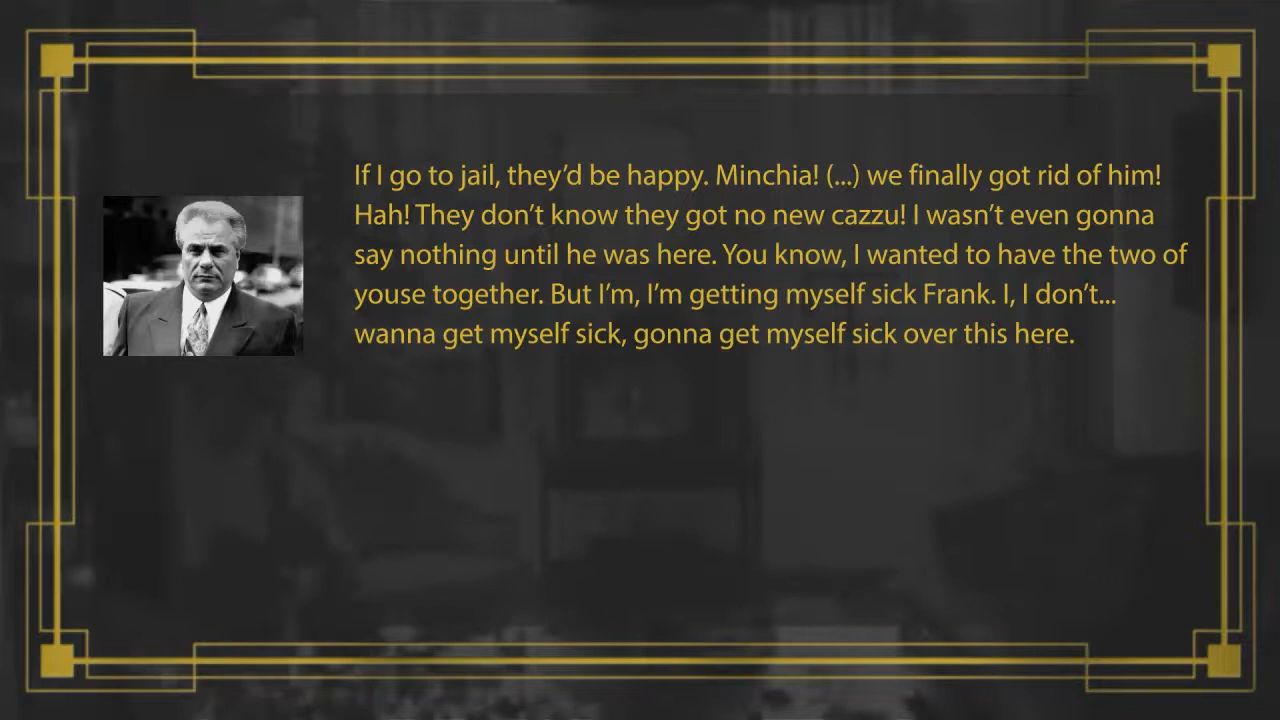 If I go to jail, they’d be happy. Minchia! (...) we finally got rid of him!
Hah! They don’t know they got no new cazzu! I wasn’t even gonna
say nothing until he was here. You know, I wanted to have the two of
youse together. But I’m, I’m getting myself sick Frank. I, I don’t...
wanna get myself sick, gonna get myself sick over this here.